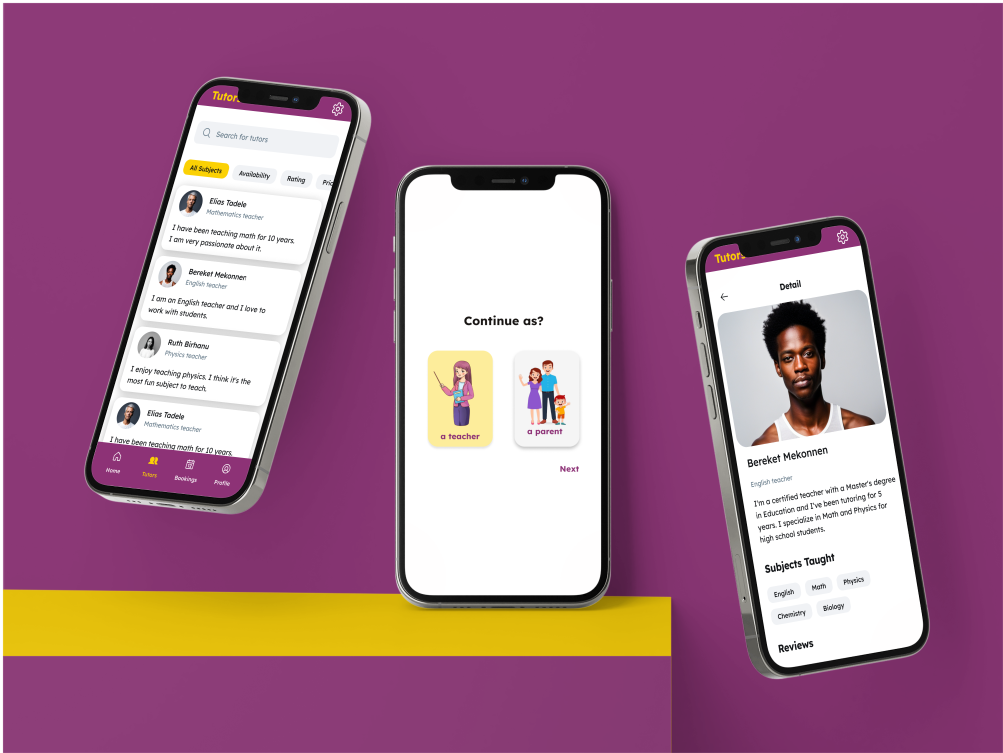 Tutors
Search for tutors
All Subjects
Availability
Rating
Elias Tadele
Mathematics teacher
I have been teaching math for 10 years.
I am very passionate about it.
Bereket Mekonnen
English teacher
I am an English teacher and I love to
work with students.
Ruth Birhanu
Physics teacher
I enjoy teaching physics. I think it's the
most fun subject to teach.
Elias Tadele
Mathematics teacher
I have been teaching math for 10 years.
Home
Tutors
Bookings
Profile
Continue as?
a teacher
a parent
Next
Tutors
Detail
Bereket Mekonnen
English teacher
I'm a certified teacher with a Master's degree
in Education and I've been tutoring for 5
years. I specialize in Math and Physics for
high school students.
Subjects Taught
English
Math
Physics
Chemistry
Biology
Reviews